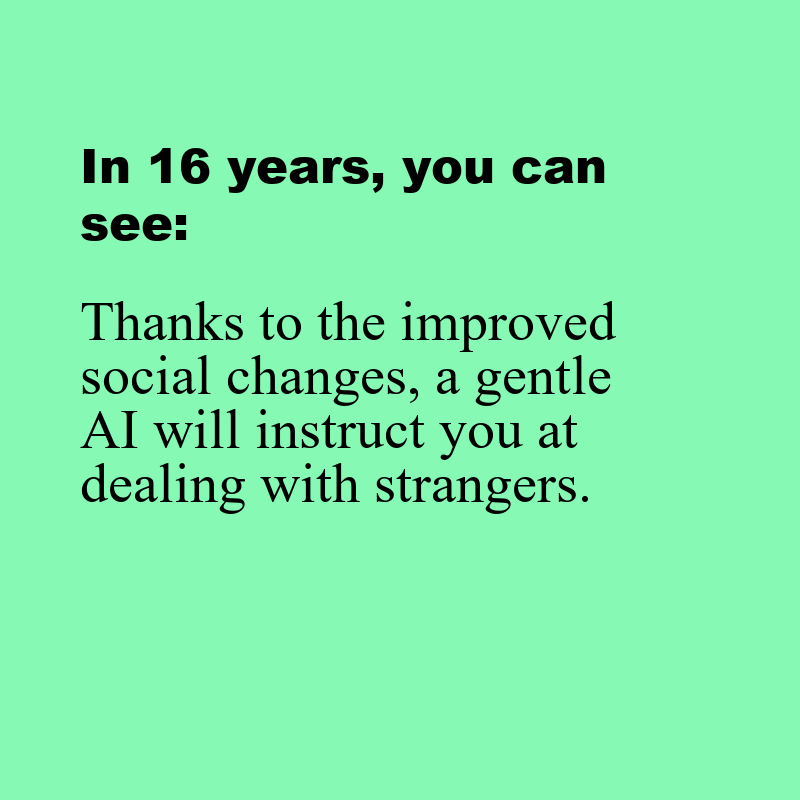 In 16 years, you can
see:
Thanks to the improved
social changes, a gentle
AI will instruct you at
dealing with strangers.